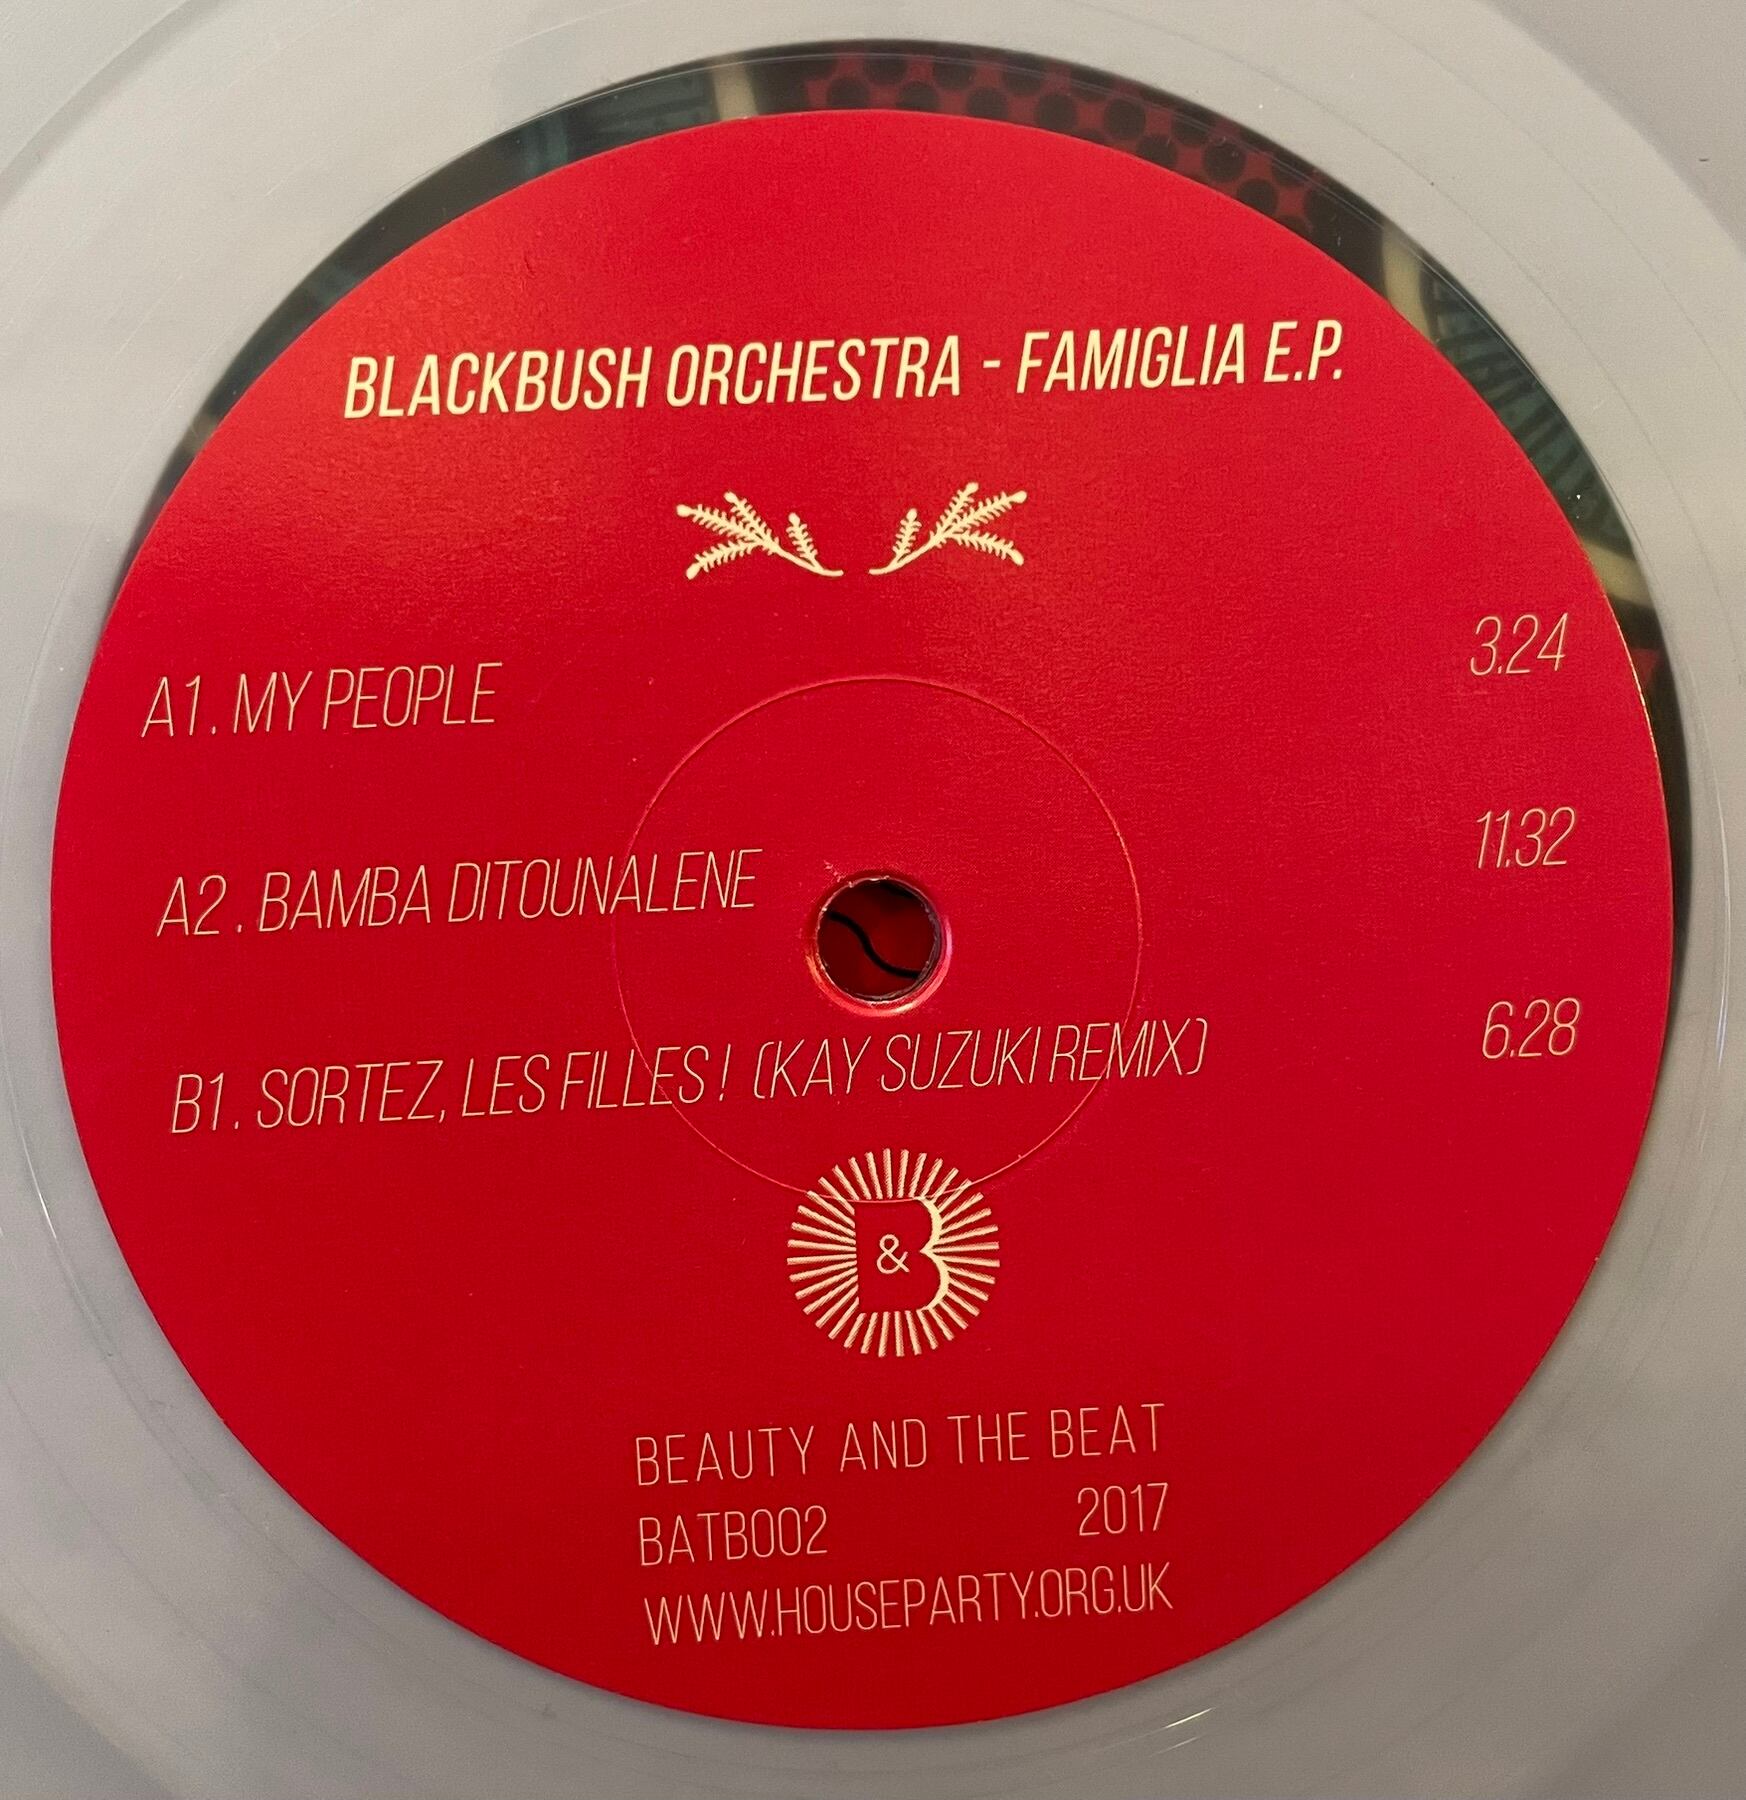 BLACKBUSH ORCHESTRA - FAMIGLIA E.P.
A1. MY PEOPLE 3.24
A2. BAMBA DITOUNALENE 11.32
B1. SORTEZ, LES FILLES! (KAY SUZUKI REMIX) 6.28
B &
BEAUTY AND THE BEAT
BATB002 2017
WWW.HOUSEPARTY.ORG.UK